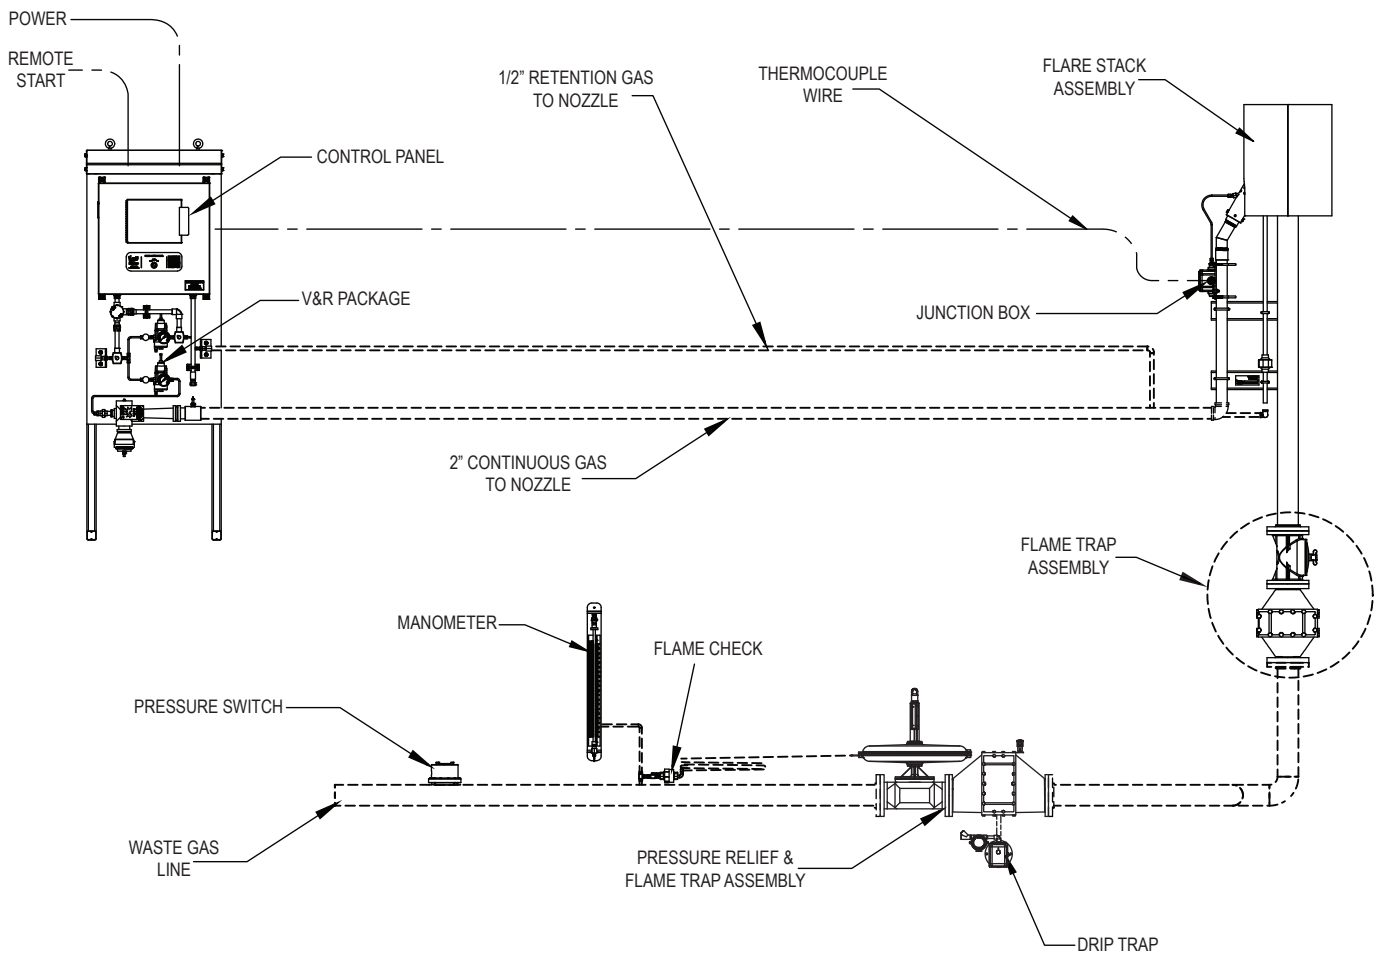 POWER
REMOTE
START
1/2” RETENTION GAS
TO NOZZLE
THERMOCOUPLE
WIRE
FLARE STACK
ASSEMBLY
CONTROL PANEL
V&R PACKAGE
JUNCTION BOX
2” CONTINUOUS GAS
TO NOZZLE
FLAME TRAP
ASSEMBLY
MANOMETER
FLAME CHECK
PRESSURE SWITCH
WASTE GAS
LINE
PRESSURE RELIEF &
FLAME TRAP ASSEMBLY
DRIP TRAP